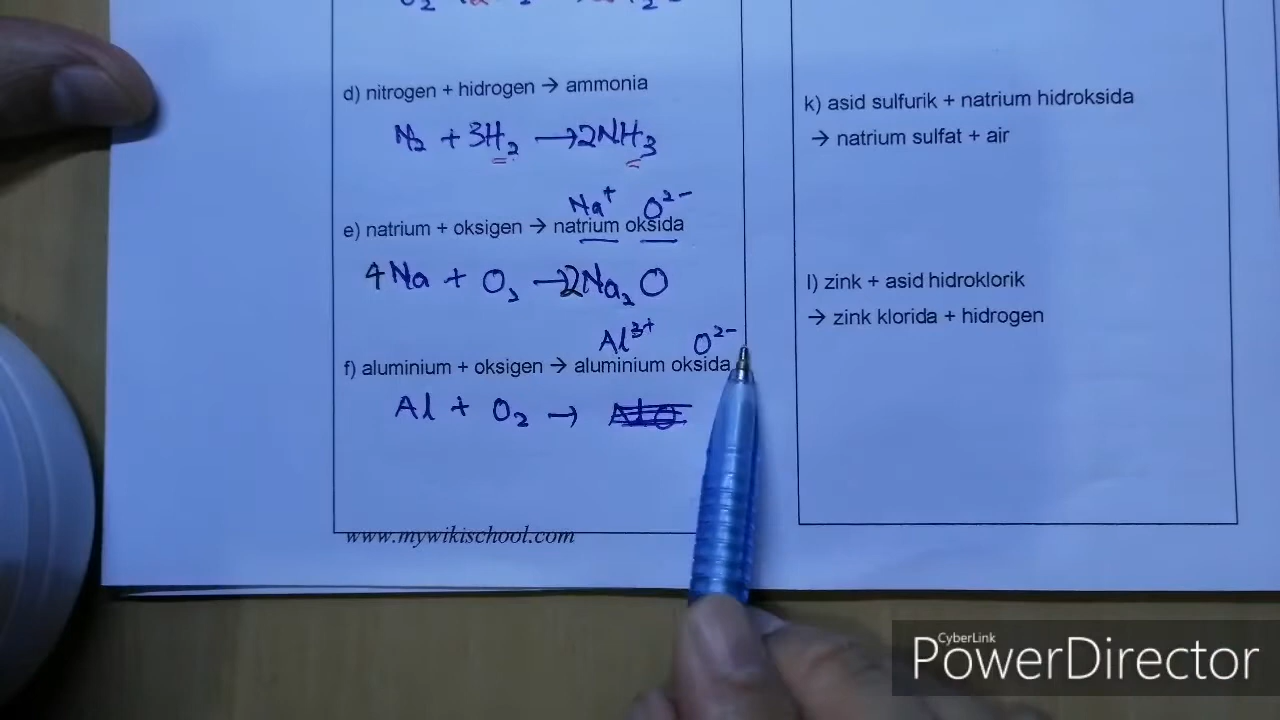 d) nitrogen + hidrogen → ammonia
N₂ + 3H₂ → 2NH₃
Na⁺ O²⁻
e) natrium + oksigen → natrium oksida
4Na + O₂ → 2Na₂O
Al³⁺ O²⁻
f) aluminium + oksigen → aluminium oksida
Al + O₂ →
www.mywikischool.com
k) asid sulfurik + natrium hidroksida
→ natrium sulfat + air
l) zink + asid hidroklorik
→ zink klorida + hidrogen
CyberLink
PowerDirector